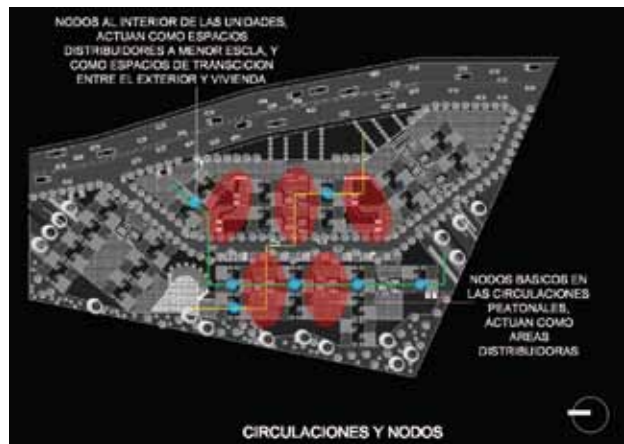 NODOS AL INTERIOR DE LAS UNIDADES,
ACTUAN COMO ESPACIOS
DISTRIBUIDORES A MENOR ESCLA, Y
COMO ESPACIOS DE TRANSCICION
ENTRE EL EXTERIOR Y VIVIENDA
NODOS BASICOS EN
LAS CIRCULACIONES
PEATONALES,
ACTUAN COMO
AREAS
DISTRIBUIDORAS
CIRCULACIONES Y NODOS